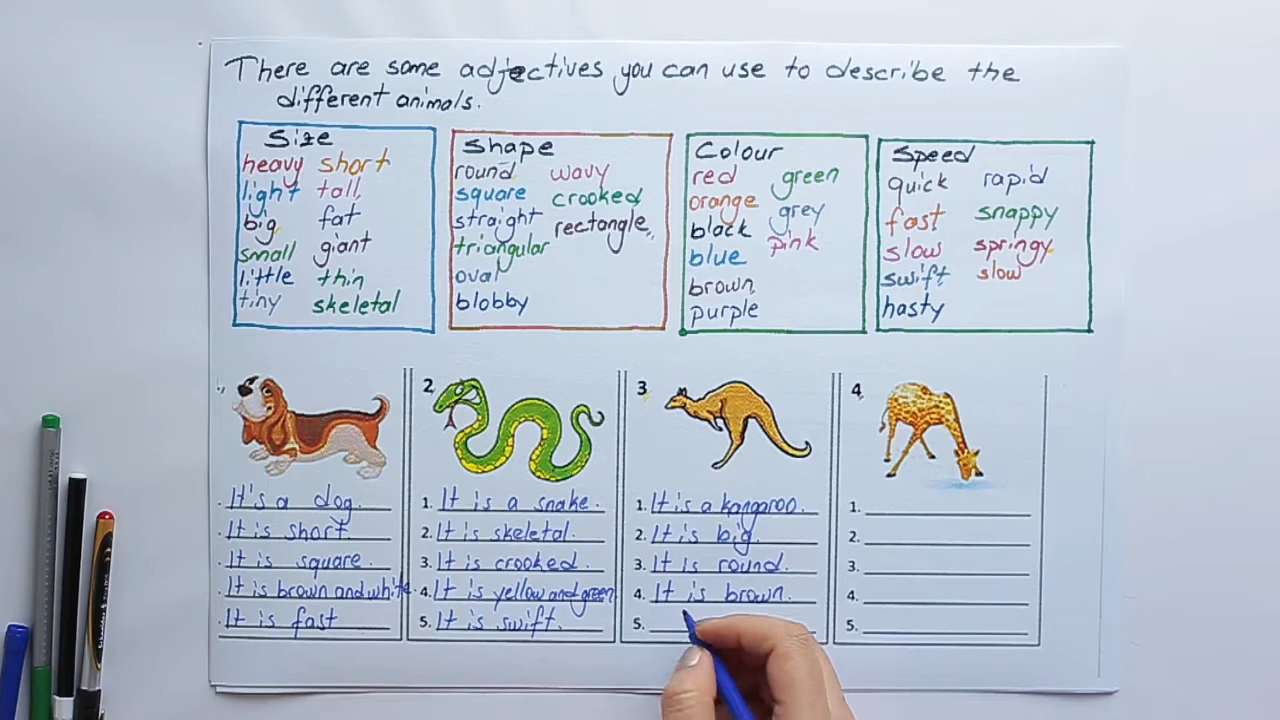 There are some adjectives you can use to describe the
different animals.
Size
heavy short
light tall
big fat
small giant
little thin
tiny skeletal
Shape
round wavy
square crooked
straight rectangle
triangular
oval
blobby
Colour
red green
orange grey
black pink
blue
brown
purple
Speed
quick rapid
fast snappy
slow springy
swift slow
hasty
It's a dog.
It is short.
It is square.
It is brown and white
It is fast
2.
1. It is a snake.
2. It is skeletal.
3. It is crooked.
4. It is yellow and green
5. It is swift.
3.
1. It is a kangaroo.
2. It is big.
3. It is round.
4. It is brown.
5.
4.
1.
2.
3.
4.
5.